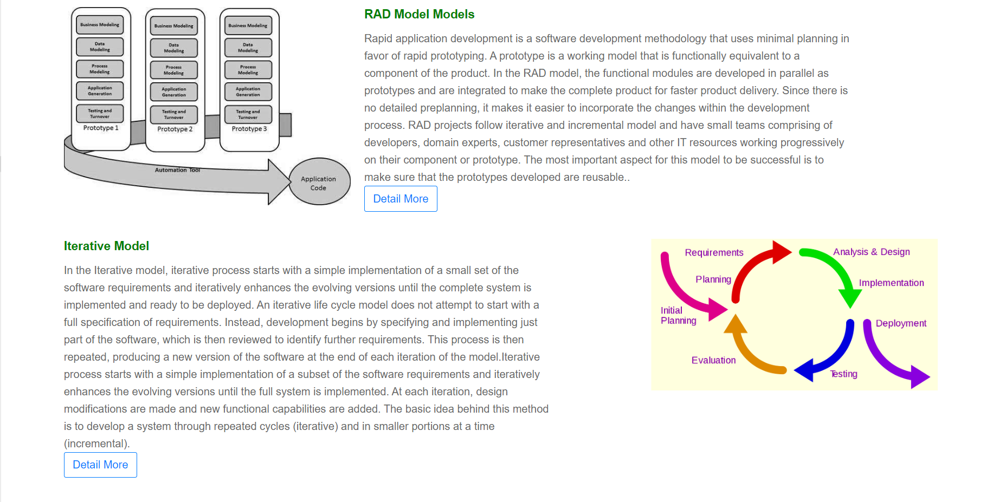 Business Modeling
Data
Modeling
Process
Modeling
Application
Generation
Testing and
Turnover
Prototype 1
Business Modeling
Data
Modeling
Process
Modeling
Application
Generation
Testing and
Turnover
Prototype 2
Business Modeling
Data
Modeling
Process
Modeling
Application
Generation
Testing and
Turnover
Prototype 3
Automation Tool
Application
Code
RAD Model Models
Rapid application development is a software development methodology that uses minimal planning in
favor of rapid prototyping. A prototype is a working model that is functionally equivalent to a
component of the product. In the RAD model, the functional modules are developed in parallel as
prototypes and are integrated to make the complete product for faster product delivery. Since there is
no detailed preplanning, it makes it easier to incorporate the changes within the development
process. RAD projects follow iterative and incremental model and have small teams comprising of
developers, domain experts, customer representatives and other IT resources working progressively
on their component or prototype. The most important aspect for this model to be successful is to
make sure that the prototypes developed are reusable..
Detail More
Iterative Model
In the Iterative model, iterative process starts with a simple implementation of a small set of the
software requirements and iteratively enhances the evolving versions until the complete system is
implemented and ready to be deployed. An iterative life cycle model does not attempt to start with a
full specification of requirements. Instead, development begins by specifying and implementing just
part of the software, which is then reviewed to identify further requirements. This process is then
repeated, producing a new version of the software at the end of each iteration of the model.Iterative
process starts with a simple implementation of a subset of the software requirements and iteratively
enhances the evolving versions until the full system is implemented. At each iteration, design
modifications are made and new functional capabilities are added. The basic idea behind this method
is to develop a system through repeated cycles (iterative) and in smaller portions at a time
(incremental).
Detail More
Requirements
Analysis & Design
Planning
Implementation
Initial
Planning
Deployment
Evaluation
Testing